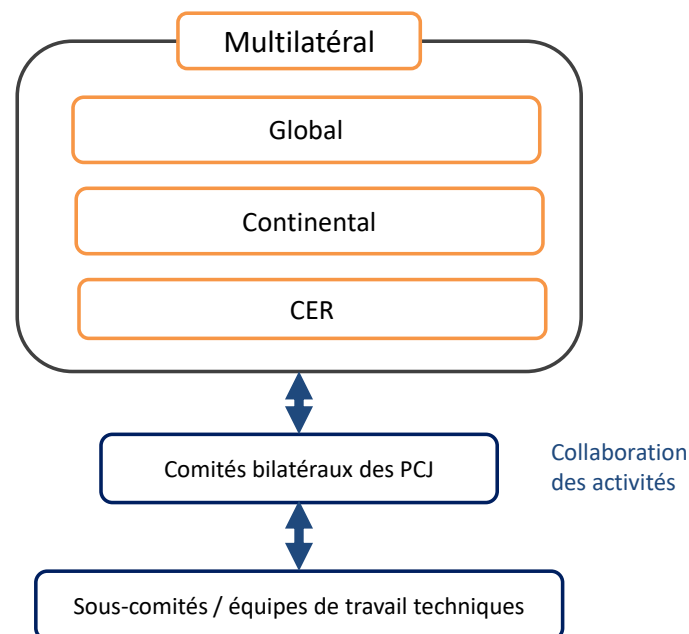 Multilatéral
Global
Continental
CER
Comités bilatéraux des PCJ
Collaboration
des activités
Sous-comités / équipes de travail techniques